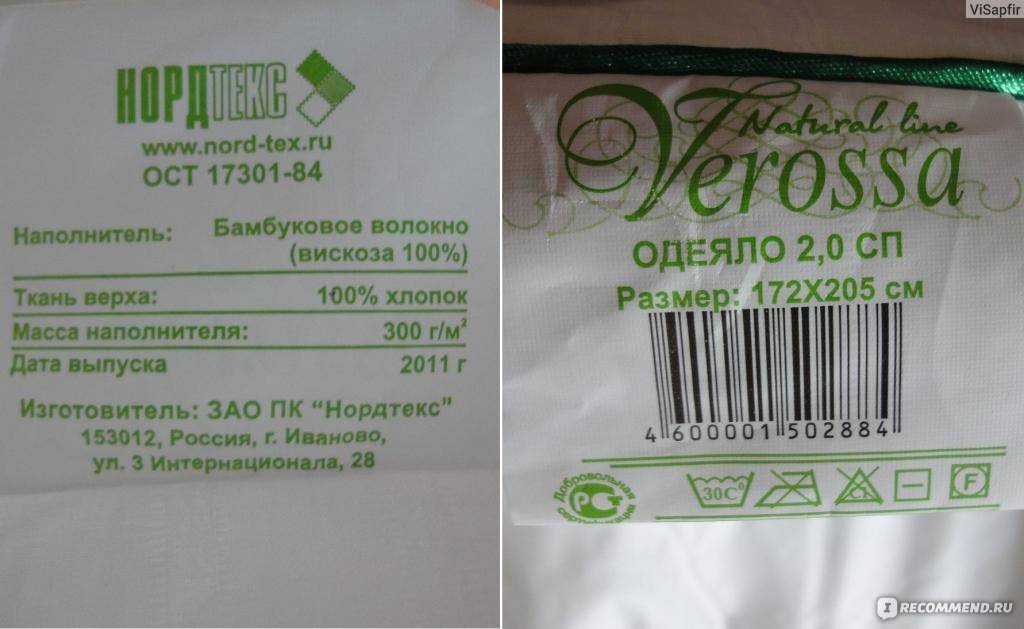 НОРДТЕКС
www.nord-tex.ru
ОСТ 17301-84
Наполнитель: Бамбуковое волокно
(вискоза 100%)
Ткань верха: 100% хлопок
Масса наполнителя: 300 г/м²
Дата выпуска 2011 г
Изготовитель: ЗАО ПК “Нордтекс”
153012, Россия, г. Иваново,
ул. 3 Интернационала, 28
ViSapfir
Natural line
Verossa
ОДЕЯЛО 2,0 СП
Размер: 172X205 см
4 600001 502884
Добровольная
РСТ
30C° Cl F
I RECOMMEND.RU